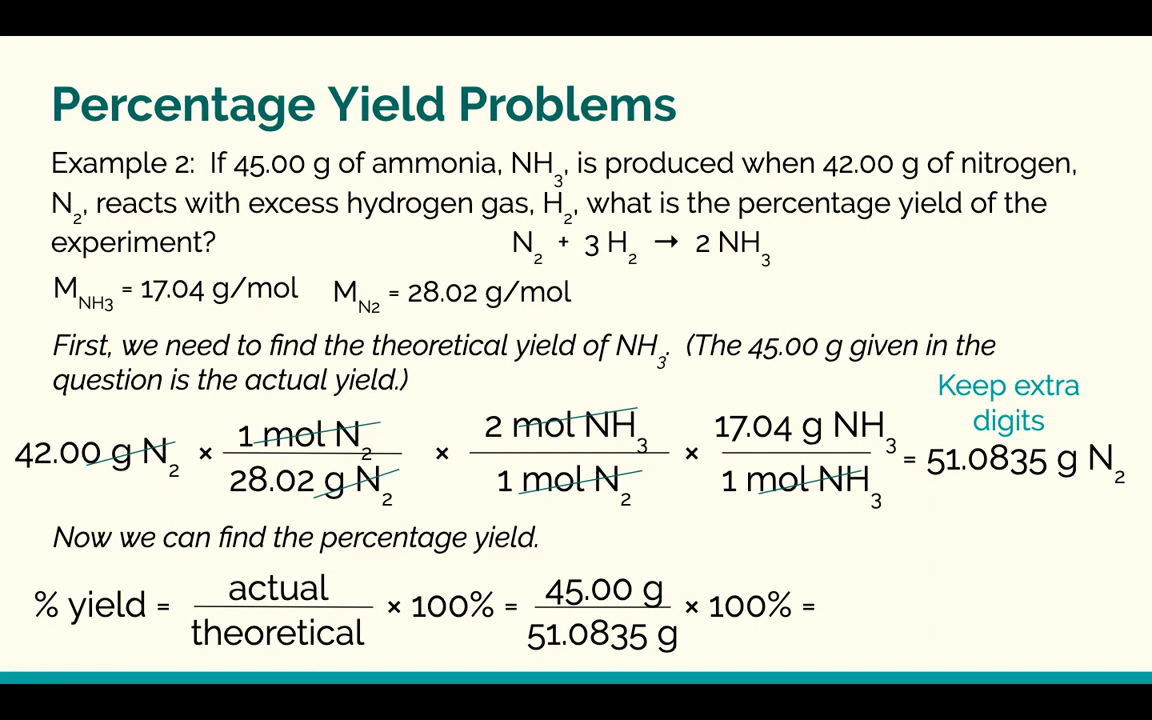 Percentage Yield Problems
Example 2: If 45.00 g of ammonia, NH₃, is produced when 42.00 g of nitrogen,
N₂, reacts with excess hydrogen gas, H₂, what is the percentage yield of the
experiment? N₂ + 3 H₂ → 2 NH₃
M_NH3 = 17.04 g/mol M_N2 = 28.02 g/mol
First, we need to find the theoretical yield of NH₃. (The 45.00 g given in the
question is the actual yield.)
Keep extra
digits
42.00 g N₂ × 1 mol N₂ / 28.02 g N₂ × 2 mol NH₃ / 1 mol N₂ × 17.04 g NH₃ / 1 mol NH₃ = 51.0835 g N₂
Now we can find the percentage yield.
% yield = actual / theoretical × 100% = 45.00 g / 51.0835 g × 100% =